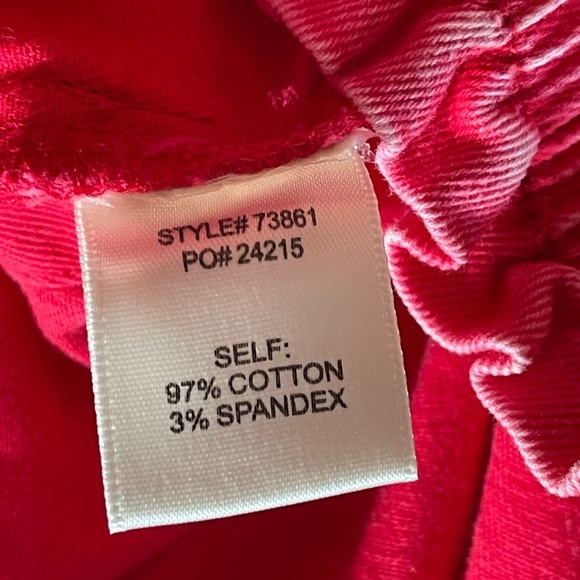 STYLE# 73861
PO# 24215
SELF:
97% COTTON
3% SPANDEX